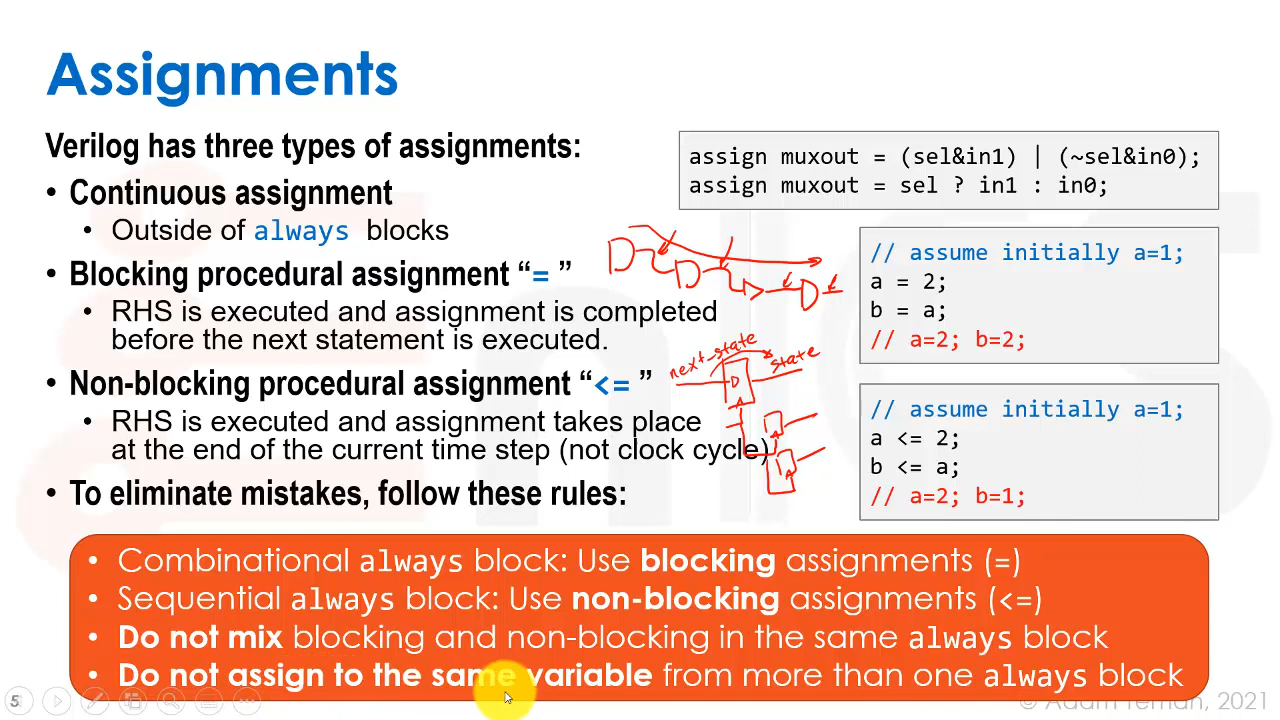 Assignments
Verilog has three types of assignments:
• Continuous assignment
• Outside of always blocks
• Blocking procedural assignment “= ”
• RHS is executed and assignment is completed
before the next statement is executed.
• Non-blocking procedural assignment “<= ”
• RHS is executed and assignment takes place
at the end of the current time step (not clock cycle)
• To eliminate mistakes, follow these rules:
assign muxout = (sel&in1) | (~sel&in0);
assign muxout = sel ? in1 : in0;
// assume initially a=1;
a = 2;
b = a;
// a=2; b=2;
next_state
state
D
// assume initially a=1;
a <= 2;
b <= a;
// a=2; b=1;
• Combinational always block: Use blocking assignments (=)
• Sequential always block: Use non-blocking assignments (<=)
• Do not mix blocking and non-blocking in the same always block
• Do not assign to the same variable from more than one always block
5
© Adam Teman, 2021